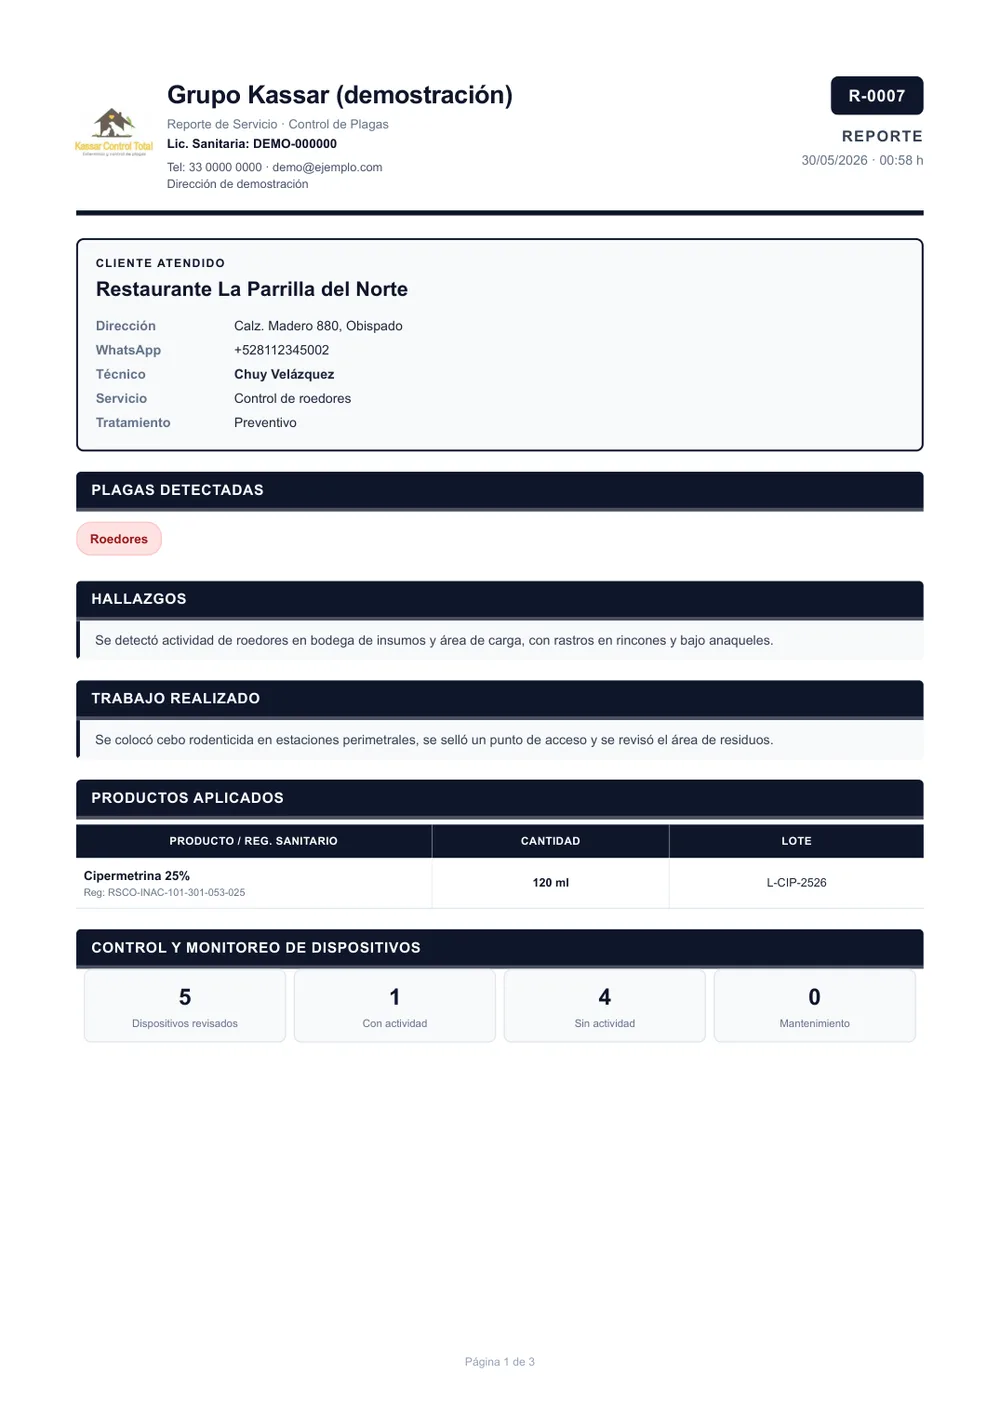 Kassar Control Total
Grupo Kassar (demostración)
Reporte de Servicio · Control de Plagas
Lic. Sanitaria: DEMO-000000
Tel: 33 0000 0000 · demo@ejemplo.com
Dirección de demostración
R-0007
REPORTE
30/05/2026 · 00:58 h
CLIENTE ATENDIDO
Restaurante La Parrilla del Norte
Dirección Calz. Madero 880, Obispado
WhatsApp +528112345002
Técnico Chuy Velázquez
Servicio Control de roedores
Tratamiento Preventivo
PLAGAS DETECTADAS
Roedores
HALLAZGOS
Se detectó actividad de roedores en bodega de insumos y área de carga, con rastros en rincones y bajo anaqueles.
TRABAJO REALIZADO
Se colocó cebo rodenticida en estaciones perimetrales, se selló un punto de acceso y se revisó el área de residuos.
PRODUCTOS APLICADOS
PRODUCTO / REG. SANITARIO CANTIDAD LOTE
Cipermetrina 25% 120 ml L-CIP-2526
Reg: RSCO-INAC-101-301-053-025
CONTROL Y MONITOREO DE DISPOSITIVOS
5 1 4 0
Dispositivos revisados Con actividad Sin actividad Mantenimiento
Página 1 de 3